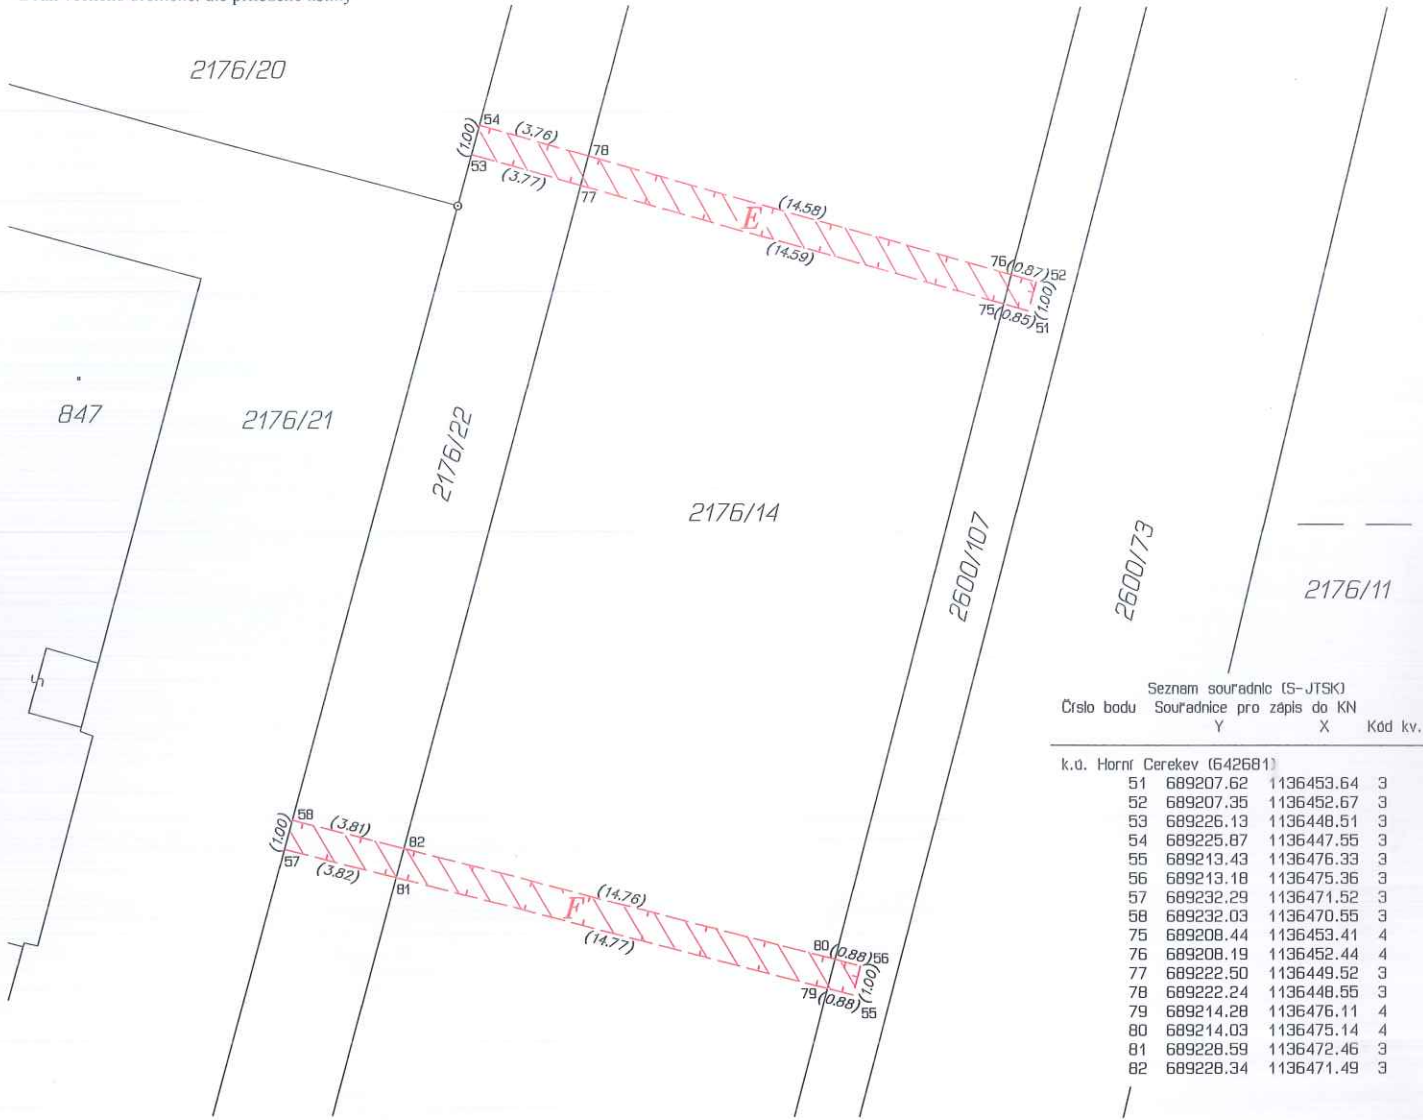 2176/20
54
(3.76)
78
(1.00)
53
(3.77)
77
(14.58)
E
(14.59)
76(0.87)52
(1.00)
75(0.85)51
847
2176/21
2176/22
2176/14
2600/107
2600/73
2176/11
58
(3.81)
82
(1.00)
57
(3.82)
81
(14.76)
F
(14.77)
80(0.88)56
(1.00)
79(0.88)55
Seznam souřadnic (S-JTSK)
Číslo bodu Souřadnice pro zápis do KN
Y X Kód kv.
k.ú. Horní Cerekev (642681)
51 689207.62 1136453.64 3
52 689207.35 1136452.67 3
53 689226.13 1136448.51 3
54 689225.87 1136447.55 3
55 689213.43 1136476.33 3
56 689213.18 1136475.36 3
57 689232.29 1136471.52 3
58 689232.03 1136470.55 3
75 689208.44 1136453.41 4
76 689208.19 1136452.44 4
77 689222.50 1136449.52 3
78 689222.24 1136448.55 3
79 689214.28 1136476.11 4
80 689214.03 1136475.14 4
81 689228.59 1136472.46 3
82 689228.34 1136471.49 3